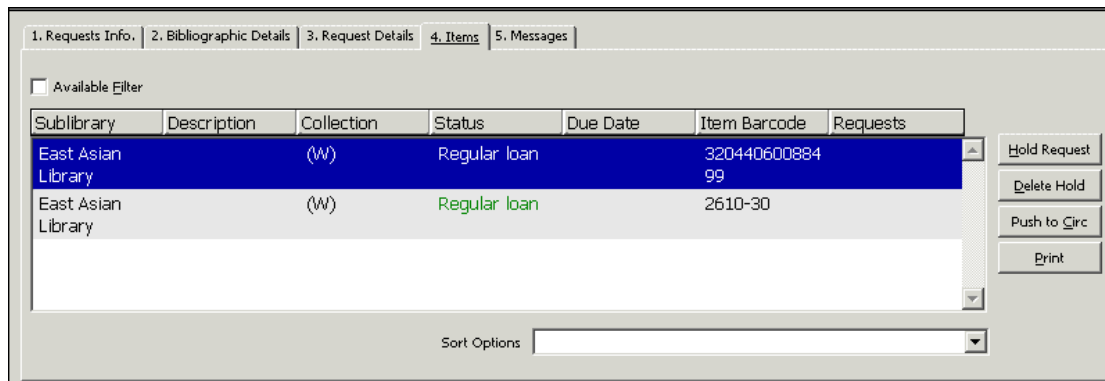 1. Requests Info. 2. Bibliographic Details 3. Request Details 4. Items 5. Messages
Available Filter
Sublibrary Description Collection Status Due Date Item Barcode Requests
East Asian (W) Regular loan 320440600884
Library 99
East Asian (W) Regular loan 2610-30
Library
Hold Request
Delete Hold
Push to Circ
Print
Sort Options